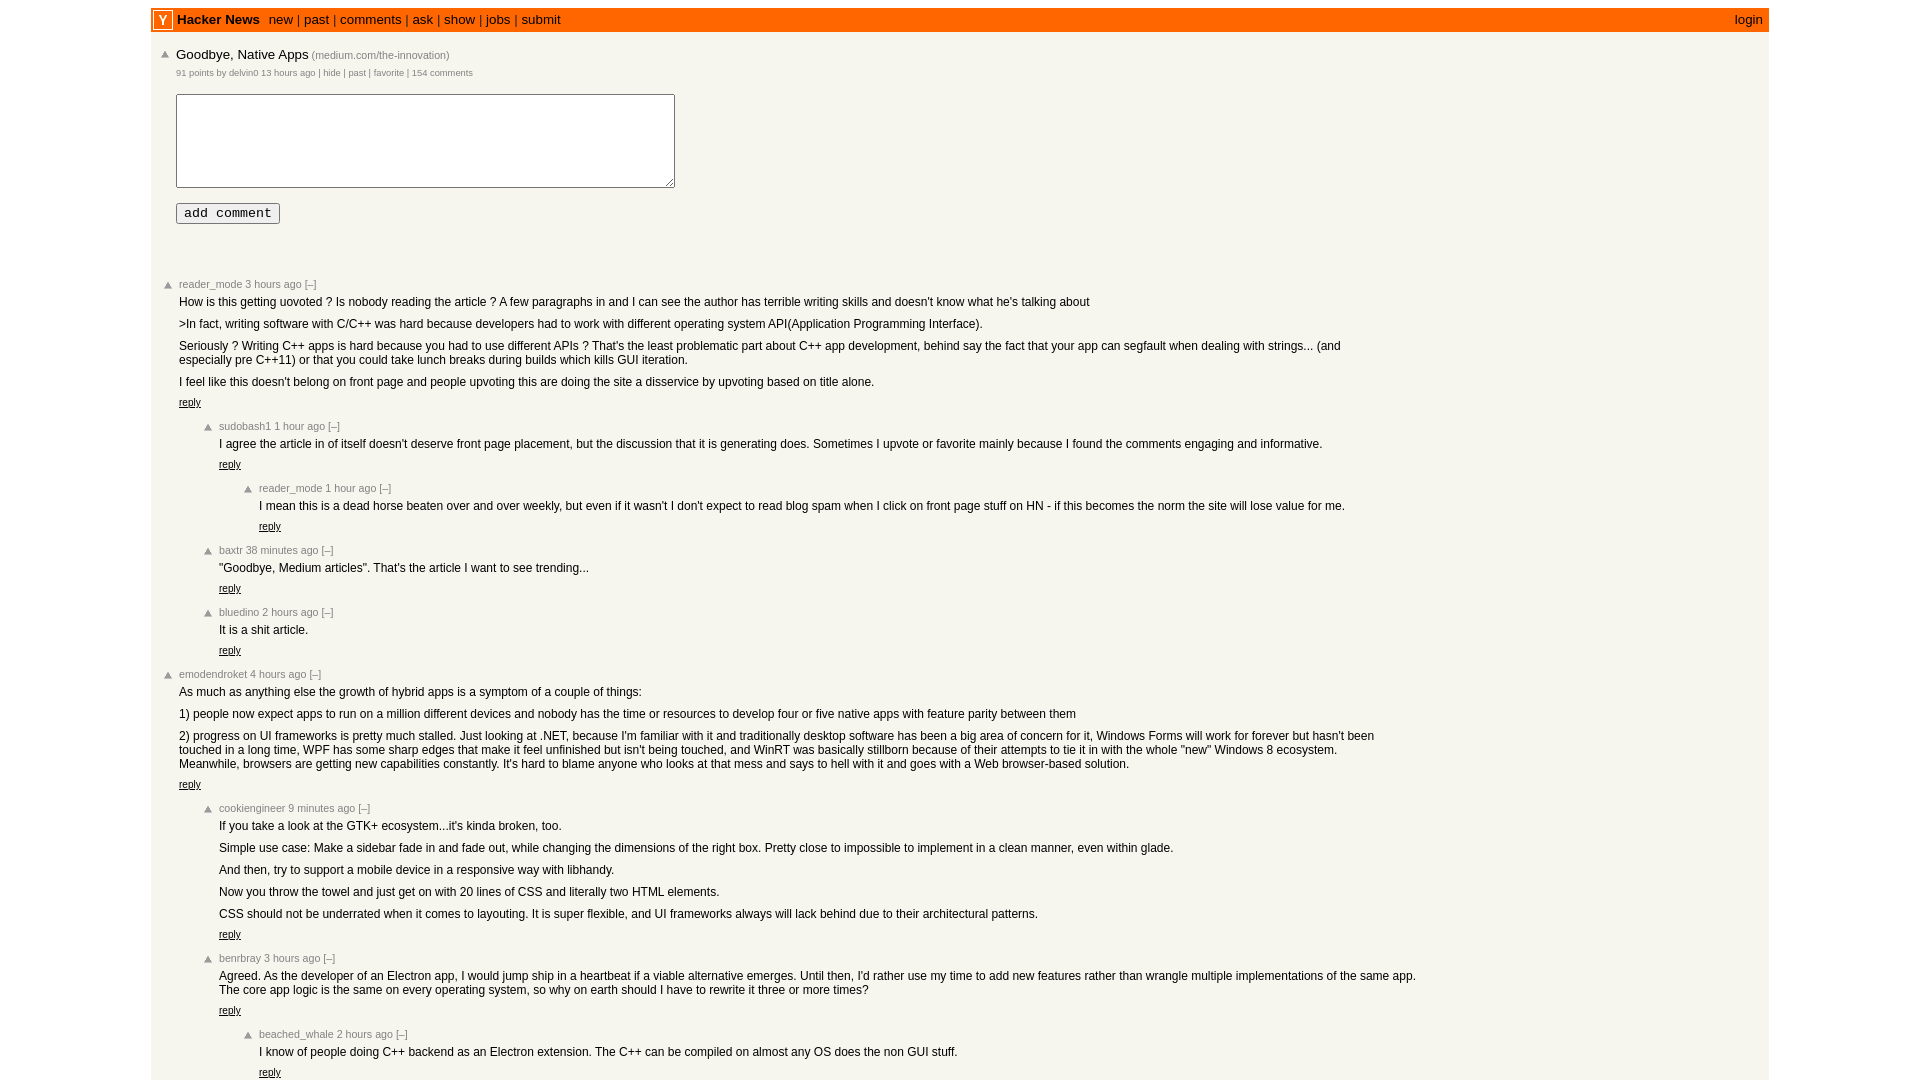 Y Hacker News new | past | comments | ask | show | jobs | submit login
Goodbye, Native Apps (medium.com/the-innovation)
91 points by delvin0 13 hours ago | hide | past | favorite | 154 comments
add comment
reader_mode 3 hours ago [–]
How is this getting uovoted ? Is nobody reading the article ? A few paragraphs in and I can see the author has terrible writing skills and doesn't know what he's talking about
>In fact, writing software with C/C++ was hard because developers had to work with different operating system API(Application Programming Interface).
Seriously ? Writing C++ apps is hard because you had to use different APIs ? That's the least problematic part about C++ app development, behind say the fact that your app can segfault when dealing with strings... (and
especially pre C++11) or that you could take lunch breaks during builds which kills GUI iteration.
I feel like this doesn't belong on front page and people upvoting this are doing the site a disservice by upvoting based on title alone.
reply
sudobash1 1 hour ago [–]
I agree the article in of itself doesn't deserve front page placement, but the discussion that it is generating does. Sometimes I upvote or favorite mainly because I found the comments engaging and informative.
reply
reader_mode 1 hour ago [–]
I mean this is a dead horse beaten over and over weekly, but even if it wasn't I don't expect to read blog spam when I click on front page stuff on HN - if this becomes the norm the site will lose value for me.
reply
baxtr 38 minutes ago [–]
"Goodbye, Medium articles". That's the article I want to see trending...
reply
bluedino 2 hours ago [–]
It is a shit article.
reply
emodendroket 4 hours ago [–]
As much as anything else the growth of hybrid apps is a symptom of a couple of things:
1) people now expect apps to run on a million different devices and nobody has the time or resources to develop four or five native apps with feature parity between them
2) progress on UI frameworks is pretty much stalled. Just looking at .NET, because I'm familiar with it and traditionally desktop software has been a big area of concern for it, Windows Forms will work for forever but hasn't been
touched in a long time, WPF has some sharp edges that make it feel unfinished but isn't being touched, and WinRT was basically stillborn because of their attempts to tie it in with the whole "new" Windows 8 ecosystem.
Meanwhile, browsers are getting new capabilities constantly. It's hard to blame anyone who looks at that mess and says to hell with it and goes with a Web browser-based solution.
reply
cookiengineer 9 minutes ago [–]
If you take a look at the GTK+ ecosystem...it's kinda broken, too.
Simple use case: Make a sidebar fade in and fade out, while changing the dimensions of the right box. Pretty close to impossible to implement in a clean manner, even within glade.
And then, try to support a mobile device in a responsive way with libhandy.
Now you throw the towel and just get on with 20 lines of CSS and literally two HTML elements.
CSS should not be underrated when it comes to layouting. It is super flexible, and UI frameworks always will lack behind due to their architectural patterns.
reply
benrbray 3 hours ago [–]
Agreed. As the developer of an Electron app, I would jump ship in a heartbeat if a viable alternative emerges. Until then, I'd rather use my time to add new features rather than wrangle multiple implementations of the same app.
The core app logic is the same on every operating system, so why on earth should I have to rewrite it three or more times?
reply
beached_whale 2 hours ago [–]
I know of people doing C++ backend as an Electron extension. The C++ can be compiled on almost any OS does the non GUI stuff.
reply